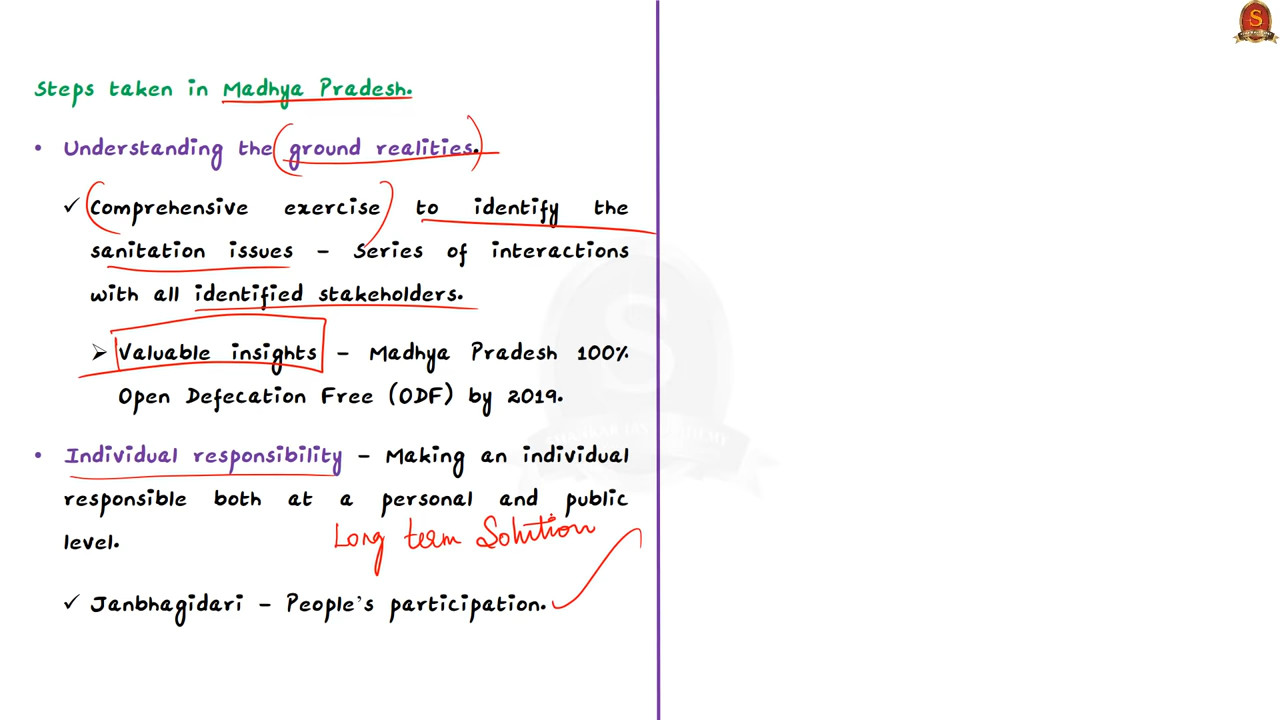 Steps taken in Madhya Pradesh.
• Understanding the ground realities.
✓ Comprehensive exercise to identify the
sanitation issues – Series of interactions
with all identified stakeholders.
➢ Valuable insights – Madhya Pradesh 100%
Open Defecation Free (ODF) by 2019.
• Individual responsibility – Making an individual
responsible both at a personal and public
level.
Long term Solution
✓ Janbhagidari – People's participation.
S